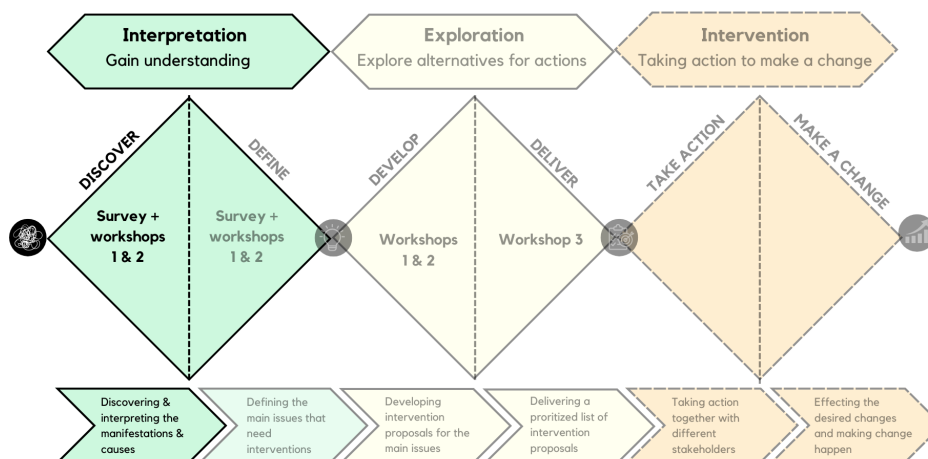 Interpretation
Gain understanding
Exploration
Explore alternatives for actions
Intervention
Taking action to make a change
DISCOVER
DEFINE
DEVELOP
DELIVER
TAKE ACTION
MAKE A CHANGE
Survey +
workshops
1 & 2
Survey +
workshops
1 & 2
Workshops
1 & 2
Workshop 3
Discovering &
interpreting the
manifestations &
causes
Defining the
main issues that
need
interventions
Developing
intervention
proposals for the
main issues
Delivering a
proritized list of
intervention
proposals
Taking action
together with
different
stakeholders
Effecting the
desired changes
and making change
happen